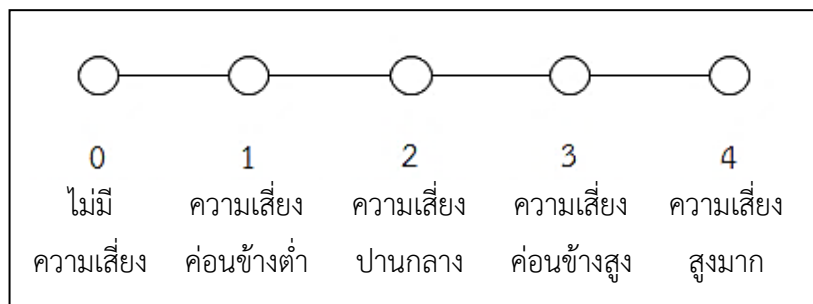 0 1 2 3 4
ไม่มี ความเสี่ยง ความเสี่ยง ความเสี่ยง ความเสี่ยง
ความเสี่ยง ค่อนข้างต่ำ ปานกลาง ค่อนข้างสูง สูงมาก